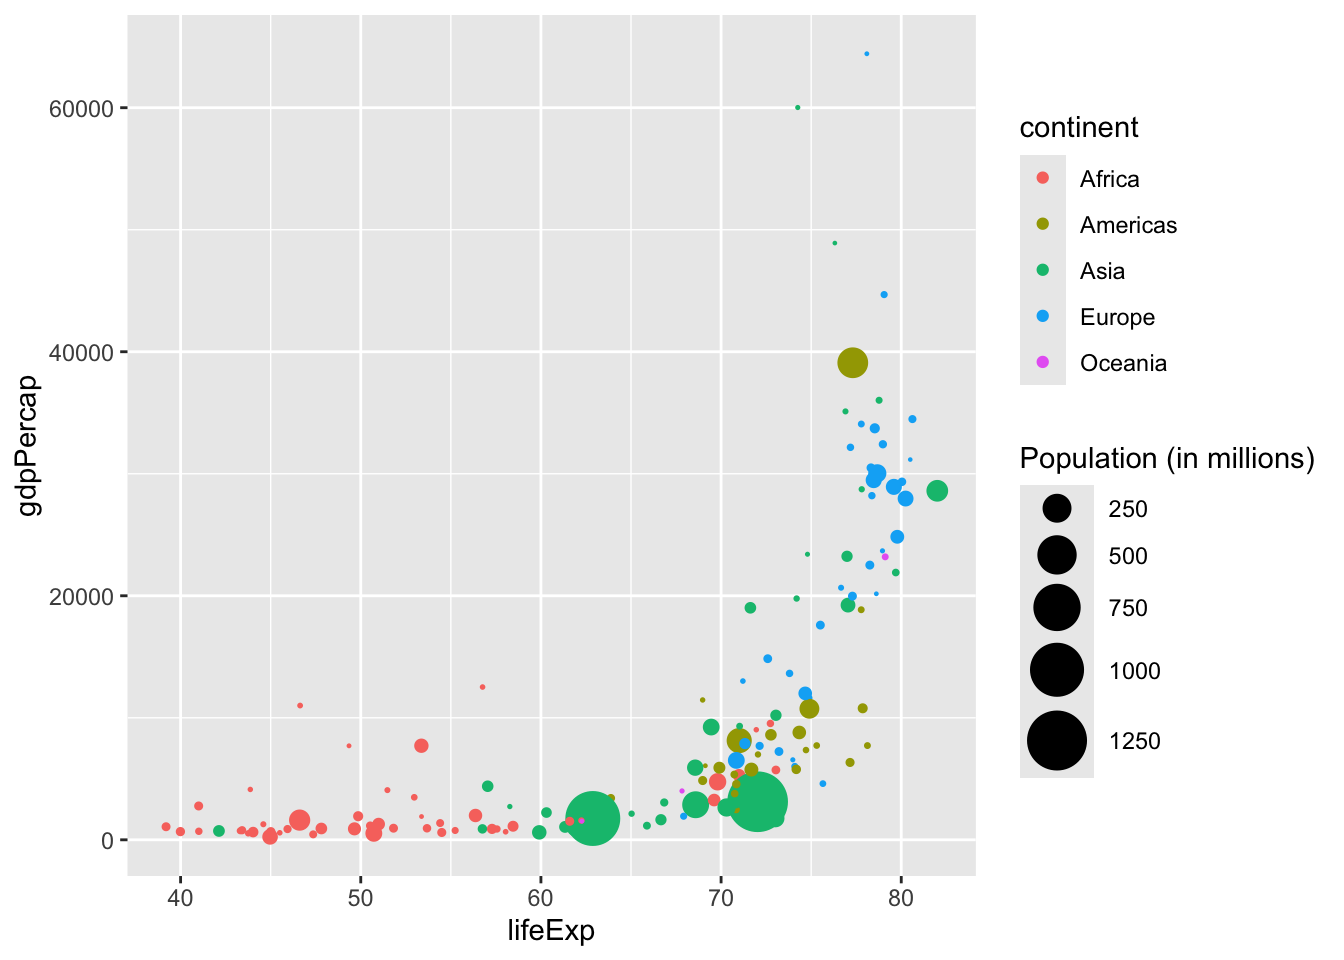 60000
40000
20000
0
gdpPercap
40 50 60 70 80
lifeExp
continent
Africa
Americas
Asia
Europe
Oceania
Population (in millions)
250
500
750
1000
1250